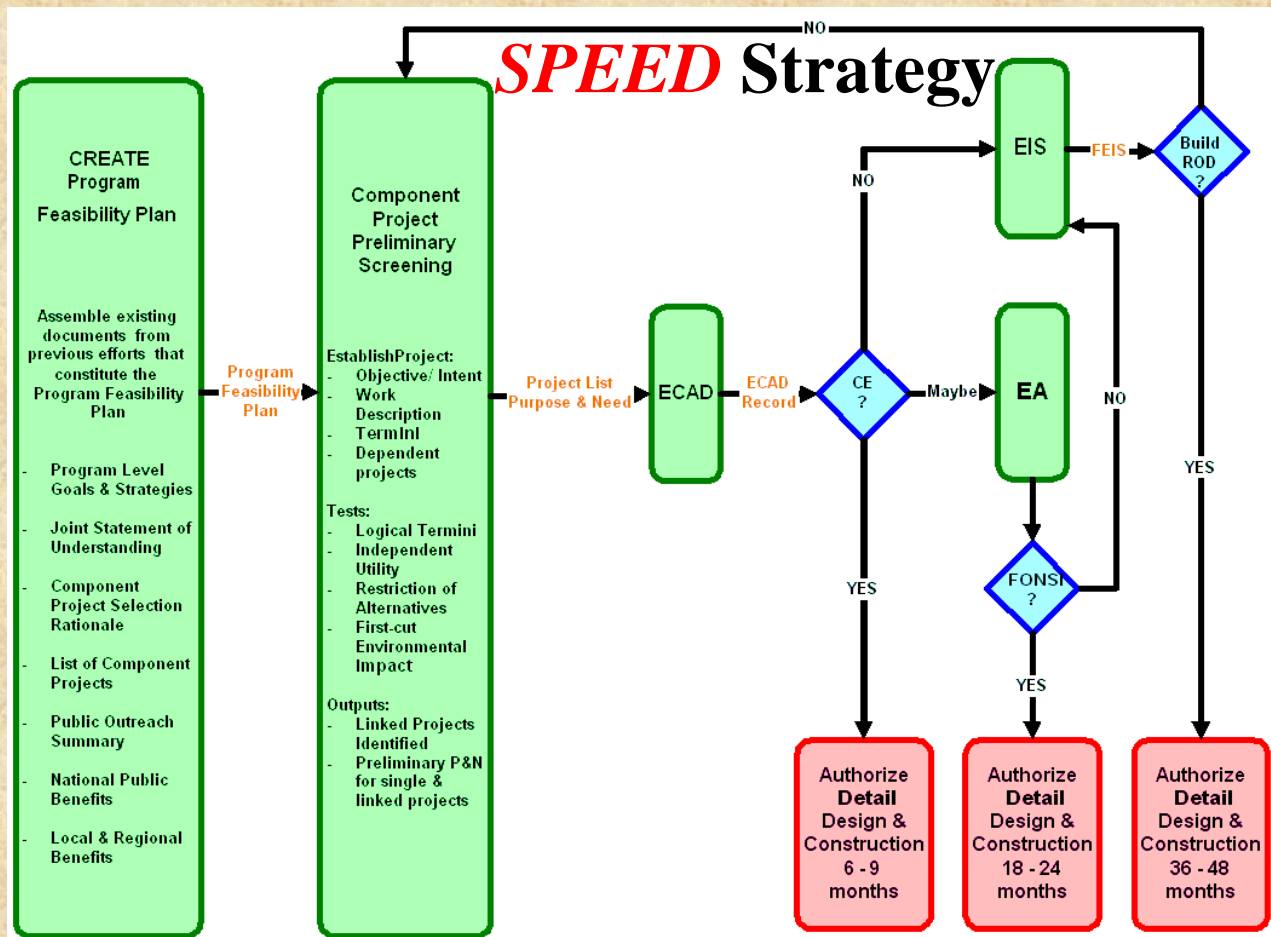 NO
SPEED Strategy
CREATE
Program
Feasibility Plan
Assemble existing
documents from
previous efforts that
constitute the
Program Feasibility
Plan
- Program Level
Goals & Strategies
- Joint Statement of
Understanding
- Component
Project Selection
Rationale
- List of Component
Projects
- Public Outreach
Summary
- National Public
Benefits
- Local & Regional
Benefits
Program
Feasibility
Plan
Component
Project
Preliminary
Screening
EstablishProject:
- Objective/ Intent
- Work
Description
- TermInI
- Dependent
projects
Tests:
- Logical Termini
- Independent
Utility
- Restriction of
Alternatives
- First-cut
Environmental
Impact
Outputs:
- Linked Projects
Identified
- Preliminary P&N
for single &
linked projects
Project List
Purpose & Need
ECAD
ECAD
Record
CE
?
NO
EIS
FEIS
Build
ROD
?
Maybe
EA
NO
FONSI
?
YES
YES
YES
Authorize
Detail
Design &
Construction
6 - 9
months
Authorize
Detail
Design &
Construction
18 - 24
months
Authorize
Detail
Design &
Construction
36 - 48
months